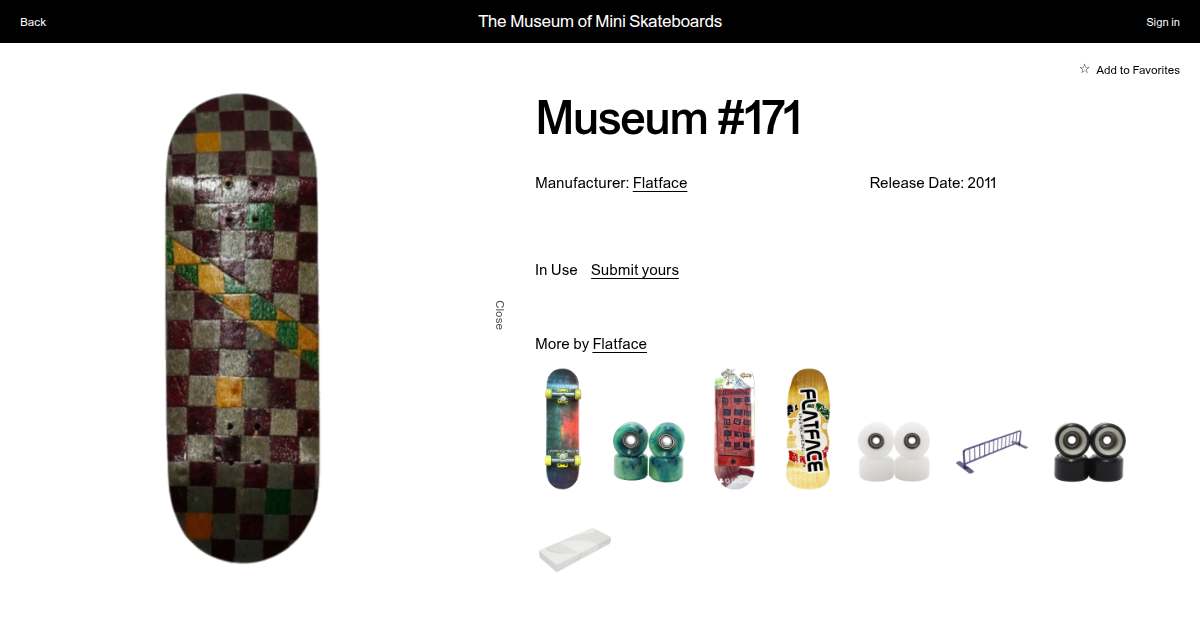 Back
The Museum of Mini Skateboards
Sign in
☆ Add to Favorites
Museum #171
Manufacturer: Flatface
Release Date: 2011
In Use
Submit yours
Close
More by Flatface
FLATFACE